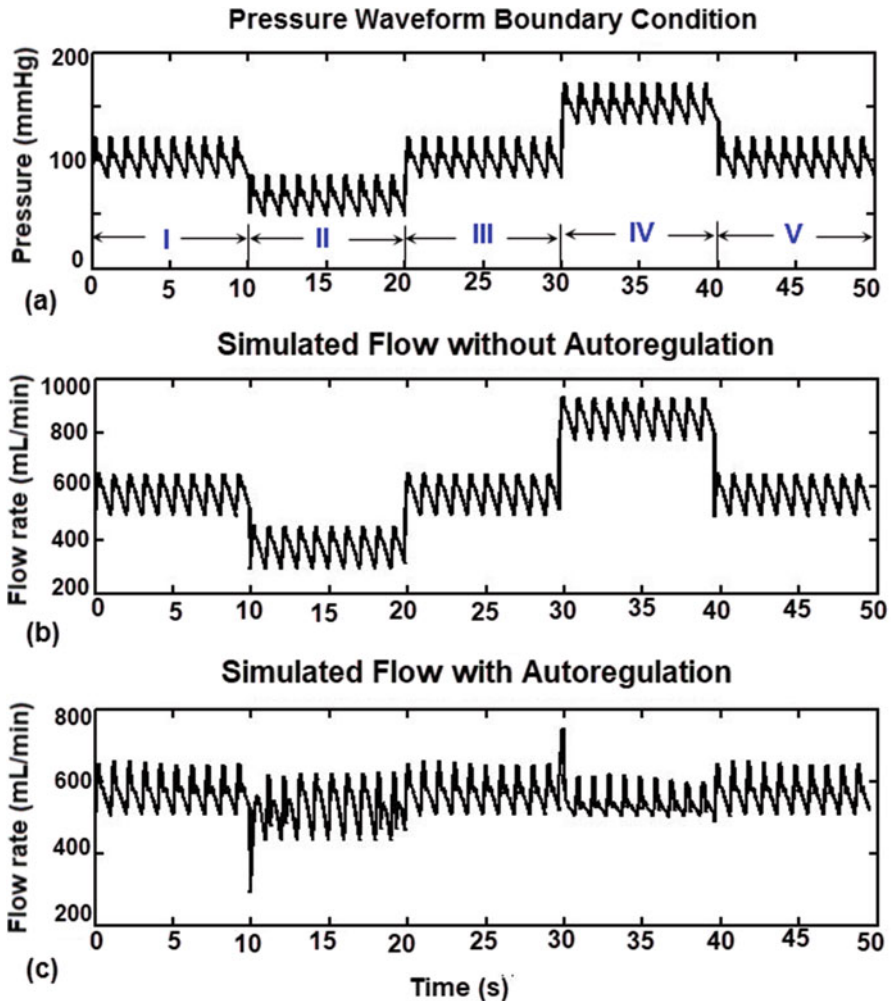 Pressure Waveform Boundary Condition
Pressure (mmHg)
200
100
0
I II III IV V
0 5 10 15 20 25 30 35 40 45 50
(a)
Simulated Flow without Autoregulation
Flow rate (mL/min)
1000
800
600
400
200
0 5 10 15 20 25 30 35 40 45 50
(b)
Simulated Flow with Autoregulation
Flow rate (mL/min)
800
600
400
200
0 5 10 15 20 25 30 35 40 45 50
(c)
Time (s)